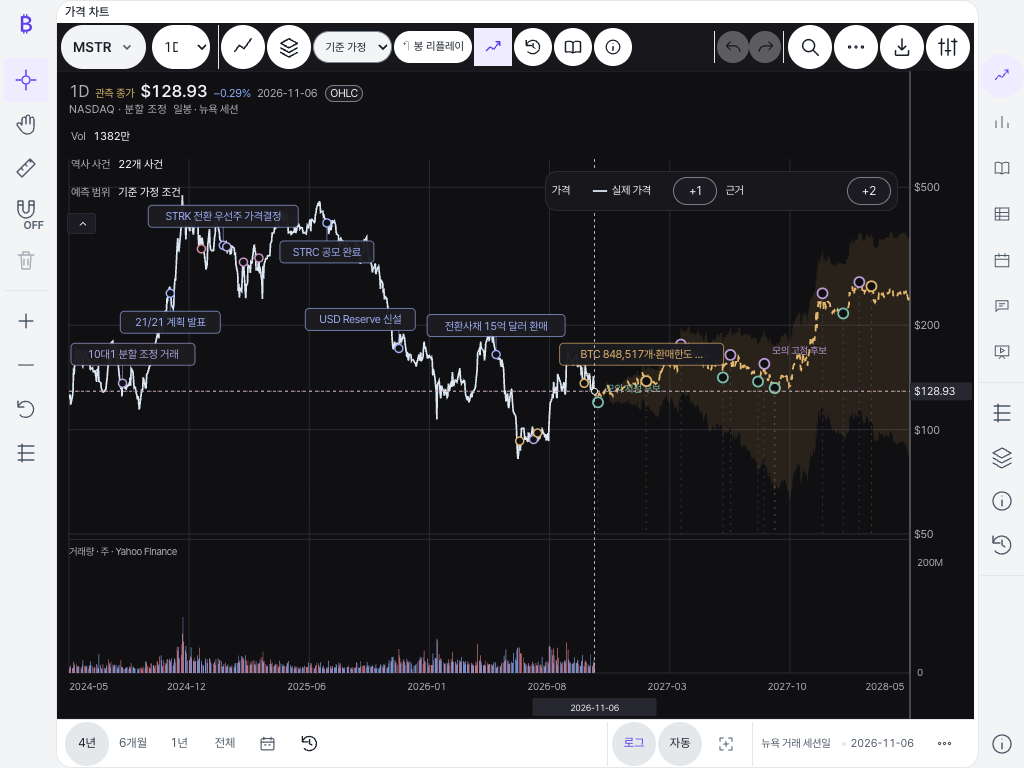 가격 차트
MSTR
1D
기준 가정
봉 리플레이
1D 관측 종가 $128.93 −0.29% 2026-11-06 OHLC
NASDAQ · 분할 조정 일봉 · 뉴욕 세션
Vol 1382만
역사 사건 22개 사건
예측 범위 기준 가정 조건
가격 실제 가격 +1 근거 +2
STRK 전환 우선주 가격결정
STRC 공모 완료
21/21 계획 발표
USD Reserve 신설
전환사채 15억 달러 환매
10대1 분할 조정 거래
BTC 848,517개·환매한도 ...
모의 고점 후보
$500
$200
$128.93
$100
$50
거래량 · 주 · Yahoo Finance
200M
0
2024-05 2024-12 2025-06 2026-01 2026-08 2027-03 2027-10 2028-05
2026-11-06
OFF
4년 6개월 1년 전체
로그 자동
뉴욕 거래 세션일 2026-11-06